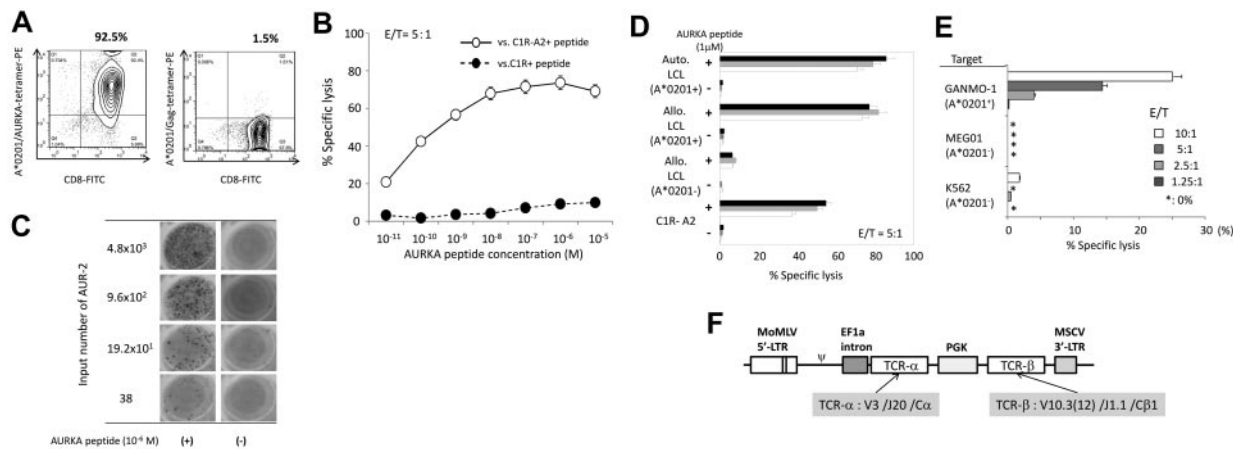 A
92.5%
1.5%
A*0201/AURKA-tetramer-PE
A*0201/Gag-tetramer-PE
CD8-FITC
CD8-FITC
B
E/T= 5:1
vs. C1R-A2+ peptide
vs.C1R+ peptide
% Specific lysis
100
80
60
40
20
0
10-11
10-10
10-9
10-8
10-7
10-6
10-5
AURKA peptide concentration (M)
C
Input number of AUR-2
4.8x10³
9.6x10²
19.2x10¹
38
AURKA peptide (10⁻⁶ M)
(+)
(-)
D
AURKA peptide
(1μM)
Auto.
LCL
(A*0201+)
+
-
Allo.
LCL
(A*0201+)
+
-
Allo.
LCL
(A*0201-)
+
-
C1R- A2
+
-
E/T = 5:1
0
20
40
60
80
100
% Specific lysis
E
Target
GANMO-1
(A*0201⁺)
MEG01
(A*0201⁻)
K562
(A*0201⁻)
* * * *
* *
E/T
10:1
5:1
2.5:1
1.25:1
*: 0%
0
10
20
30
(%)
% Specific lysis
F
MoMLV
5'-LTR
ψ
EF1a
intron
TCR-α
PGK
TCR-β
MSCV
3'-LTR
TCR-α : V3 /J20 /Cα
TCR-β : V10.3(12) /J1.1 /Cβ1